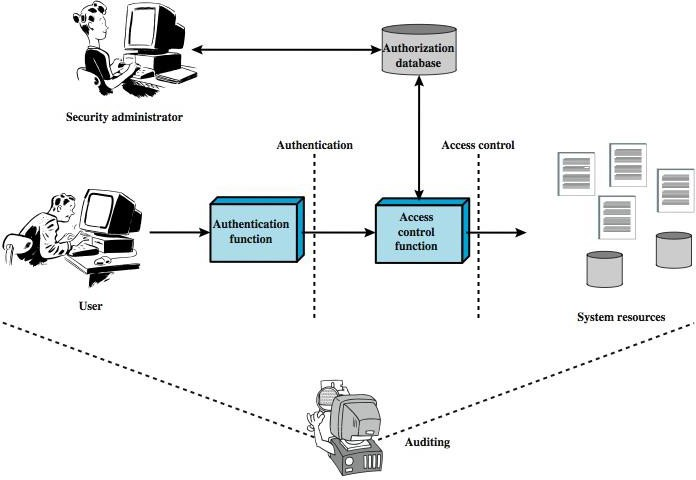 Authorization
database
Security administrator
Authentication
Access control
Authentication
function
Access
control
function
User
System resources
Auditing